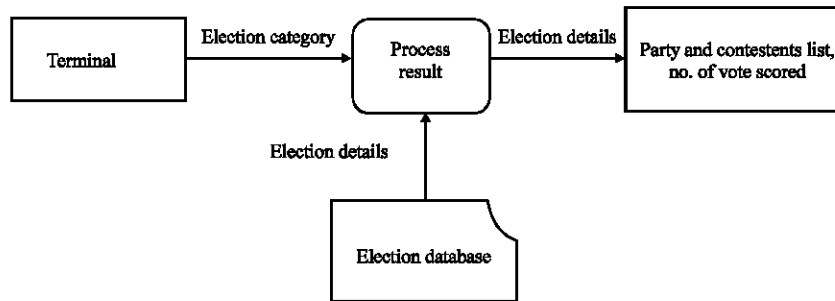 Terminal
Election category
Process
result
Election details
Party and contestents list,
no. of vote scored
Election details
Election database